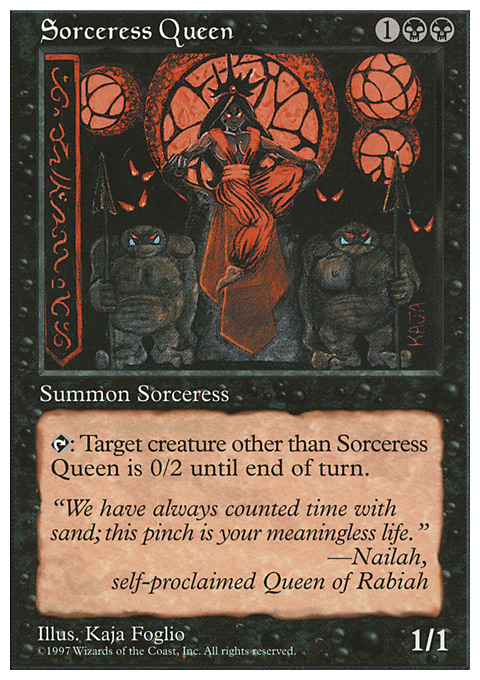 Sorceress Queen 1
Summon Sorceress
: Target creature other than Sorceress
Queen is 0/2 until end of turn.
“We have always counted time with
sand; this pinch is your meaningless life.”
—Nailah,
self-proclaimed Queen of Rabiah
KAJA
Illus. Kaja Foglio
©1997 Wizards of the Coast, Inc. All rights reserved.
1/1